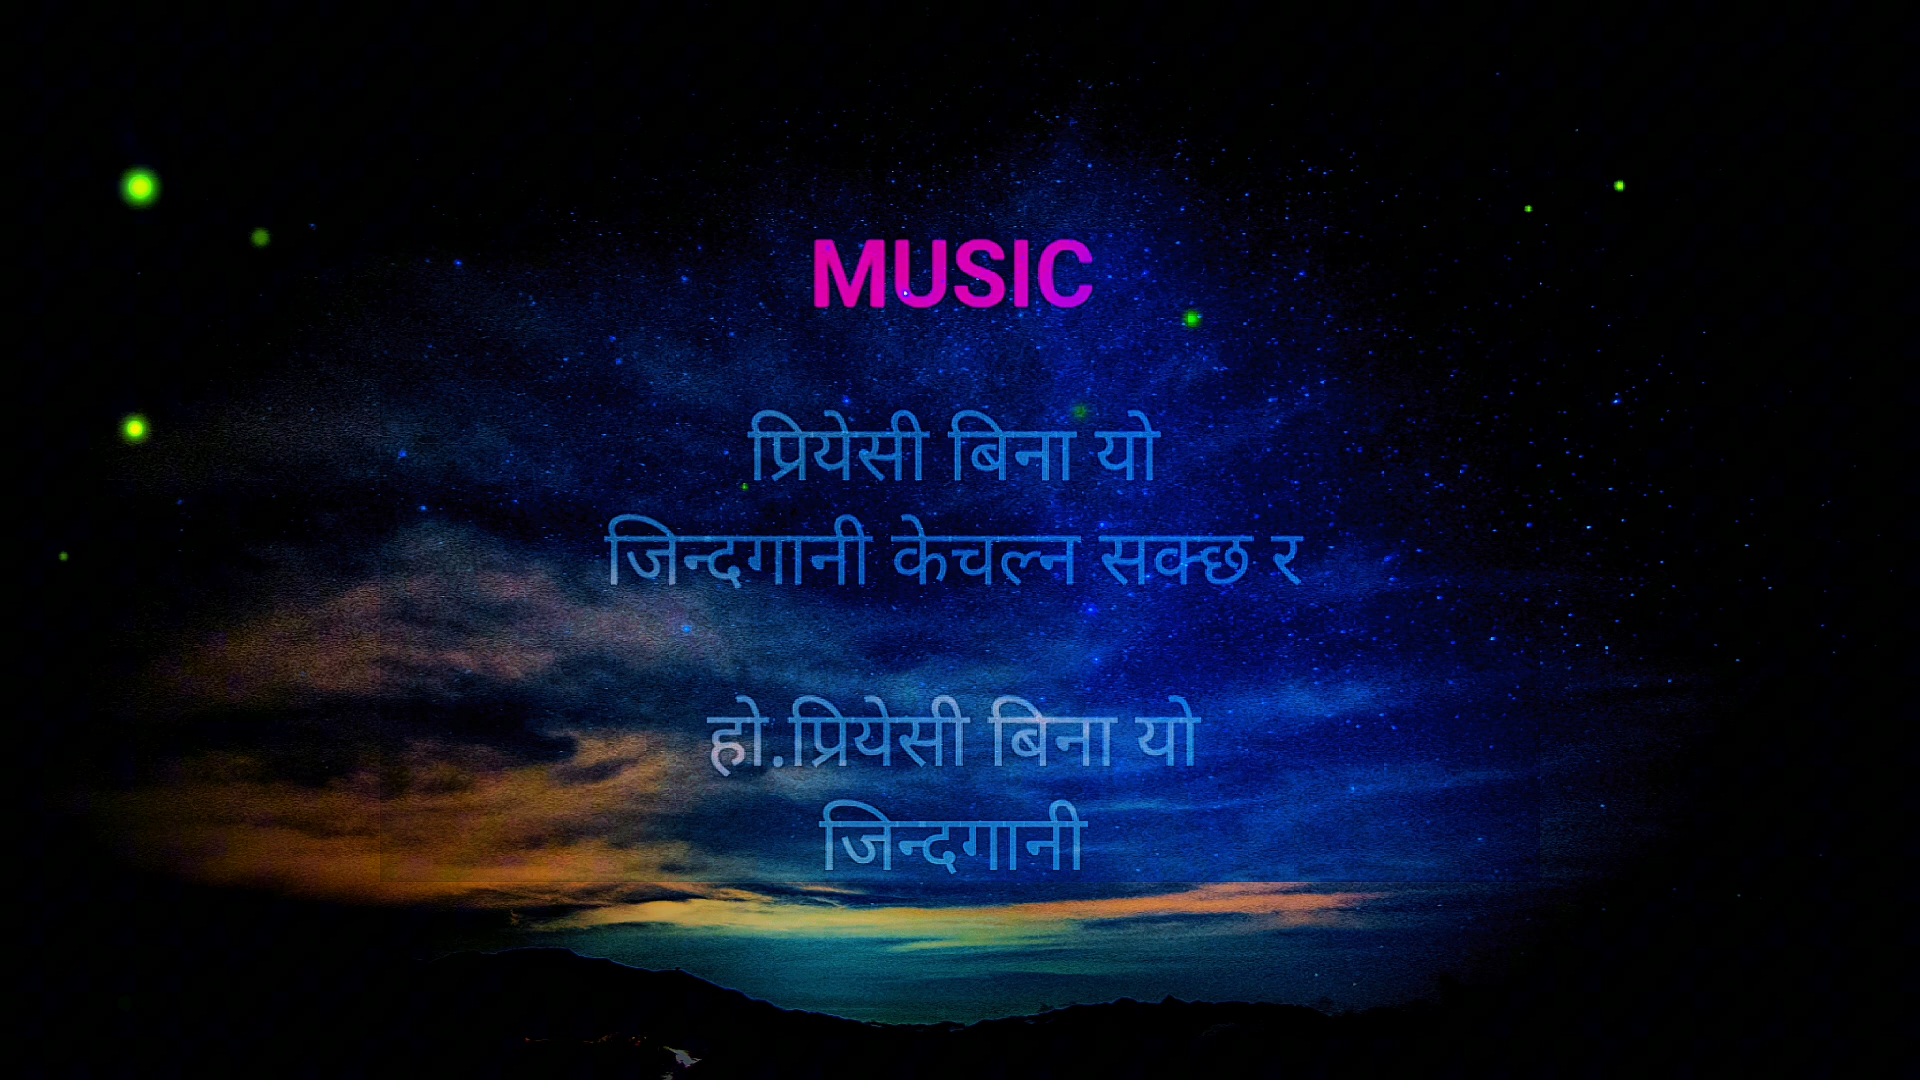 MUSIC
प्रियेसी बिना यो
जिन्दगानी केचल्न सक्छ र
हो.प्रियेसी बिना यो
जिन्दगानी